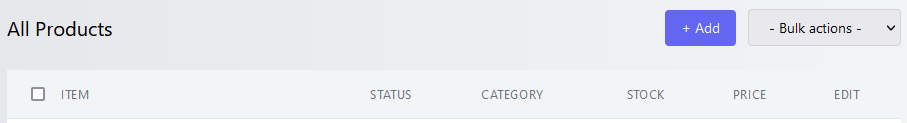 All Products
+ Add
- Bulk actions -
ITEM STATUS CATEGORY STOCK PRICE EDIT